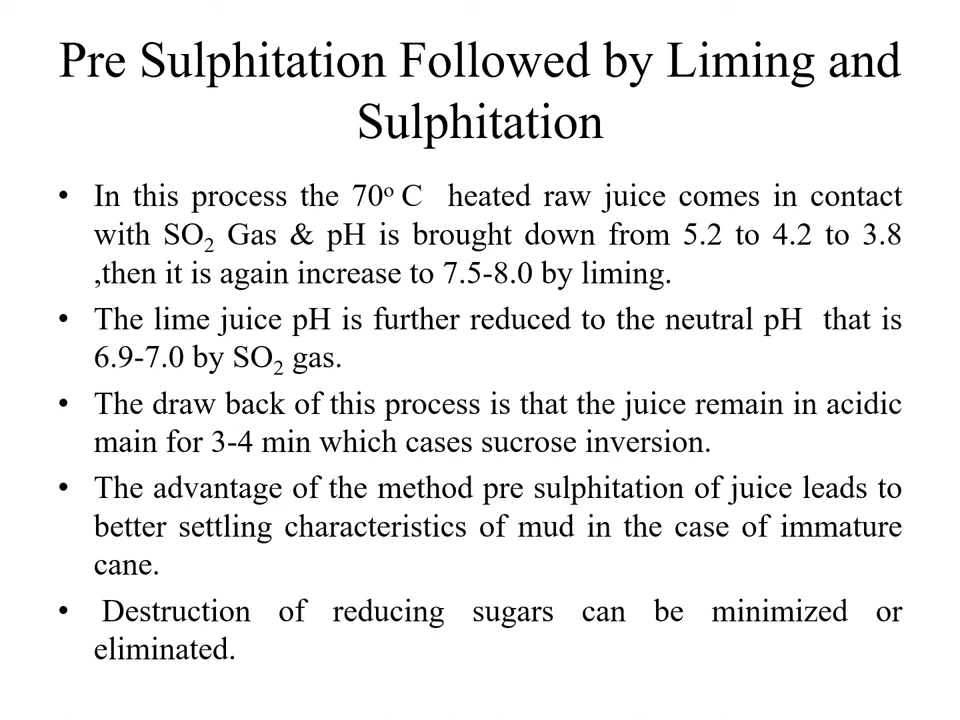 Pre Sulphitation Followed by Liming and
Sulphitation
• In this process the 70º C heated raw juice comes in contact
with SO₂ Gas & pH is brought down from 5.2 to 4.2 to 3.8
,then it is again increase to 7.5-8.0 by liming.
• The lime juice pH is further reduced to the neutral pH that is
6.9-7.0 by SO₂ gas.
• The draw back of this process is that the juice remain in acidic
main for 3-4 min which cases sucrose inversion.
• The advantage of the method pre sulphitation of juice leads to
better settling characteristics of mud in the case of immature
cane.
• Destruction of reducing sugars can be minimized or
eliminated.